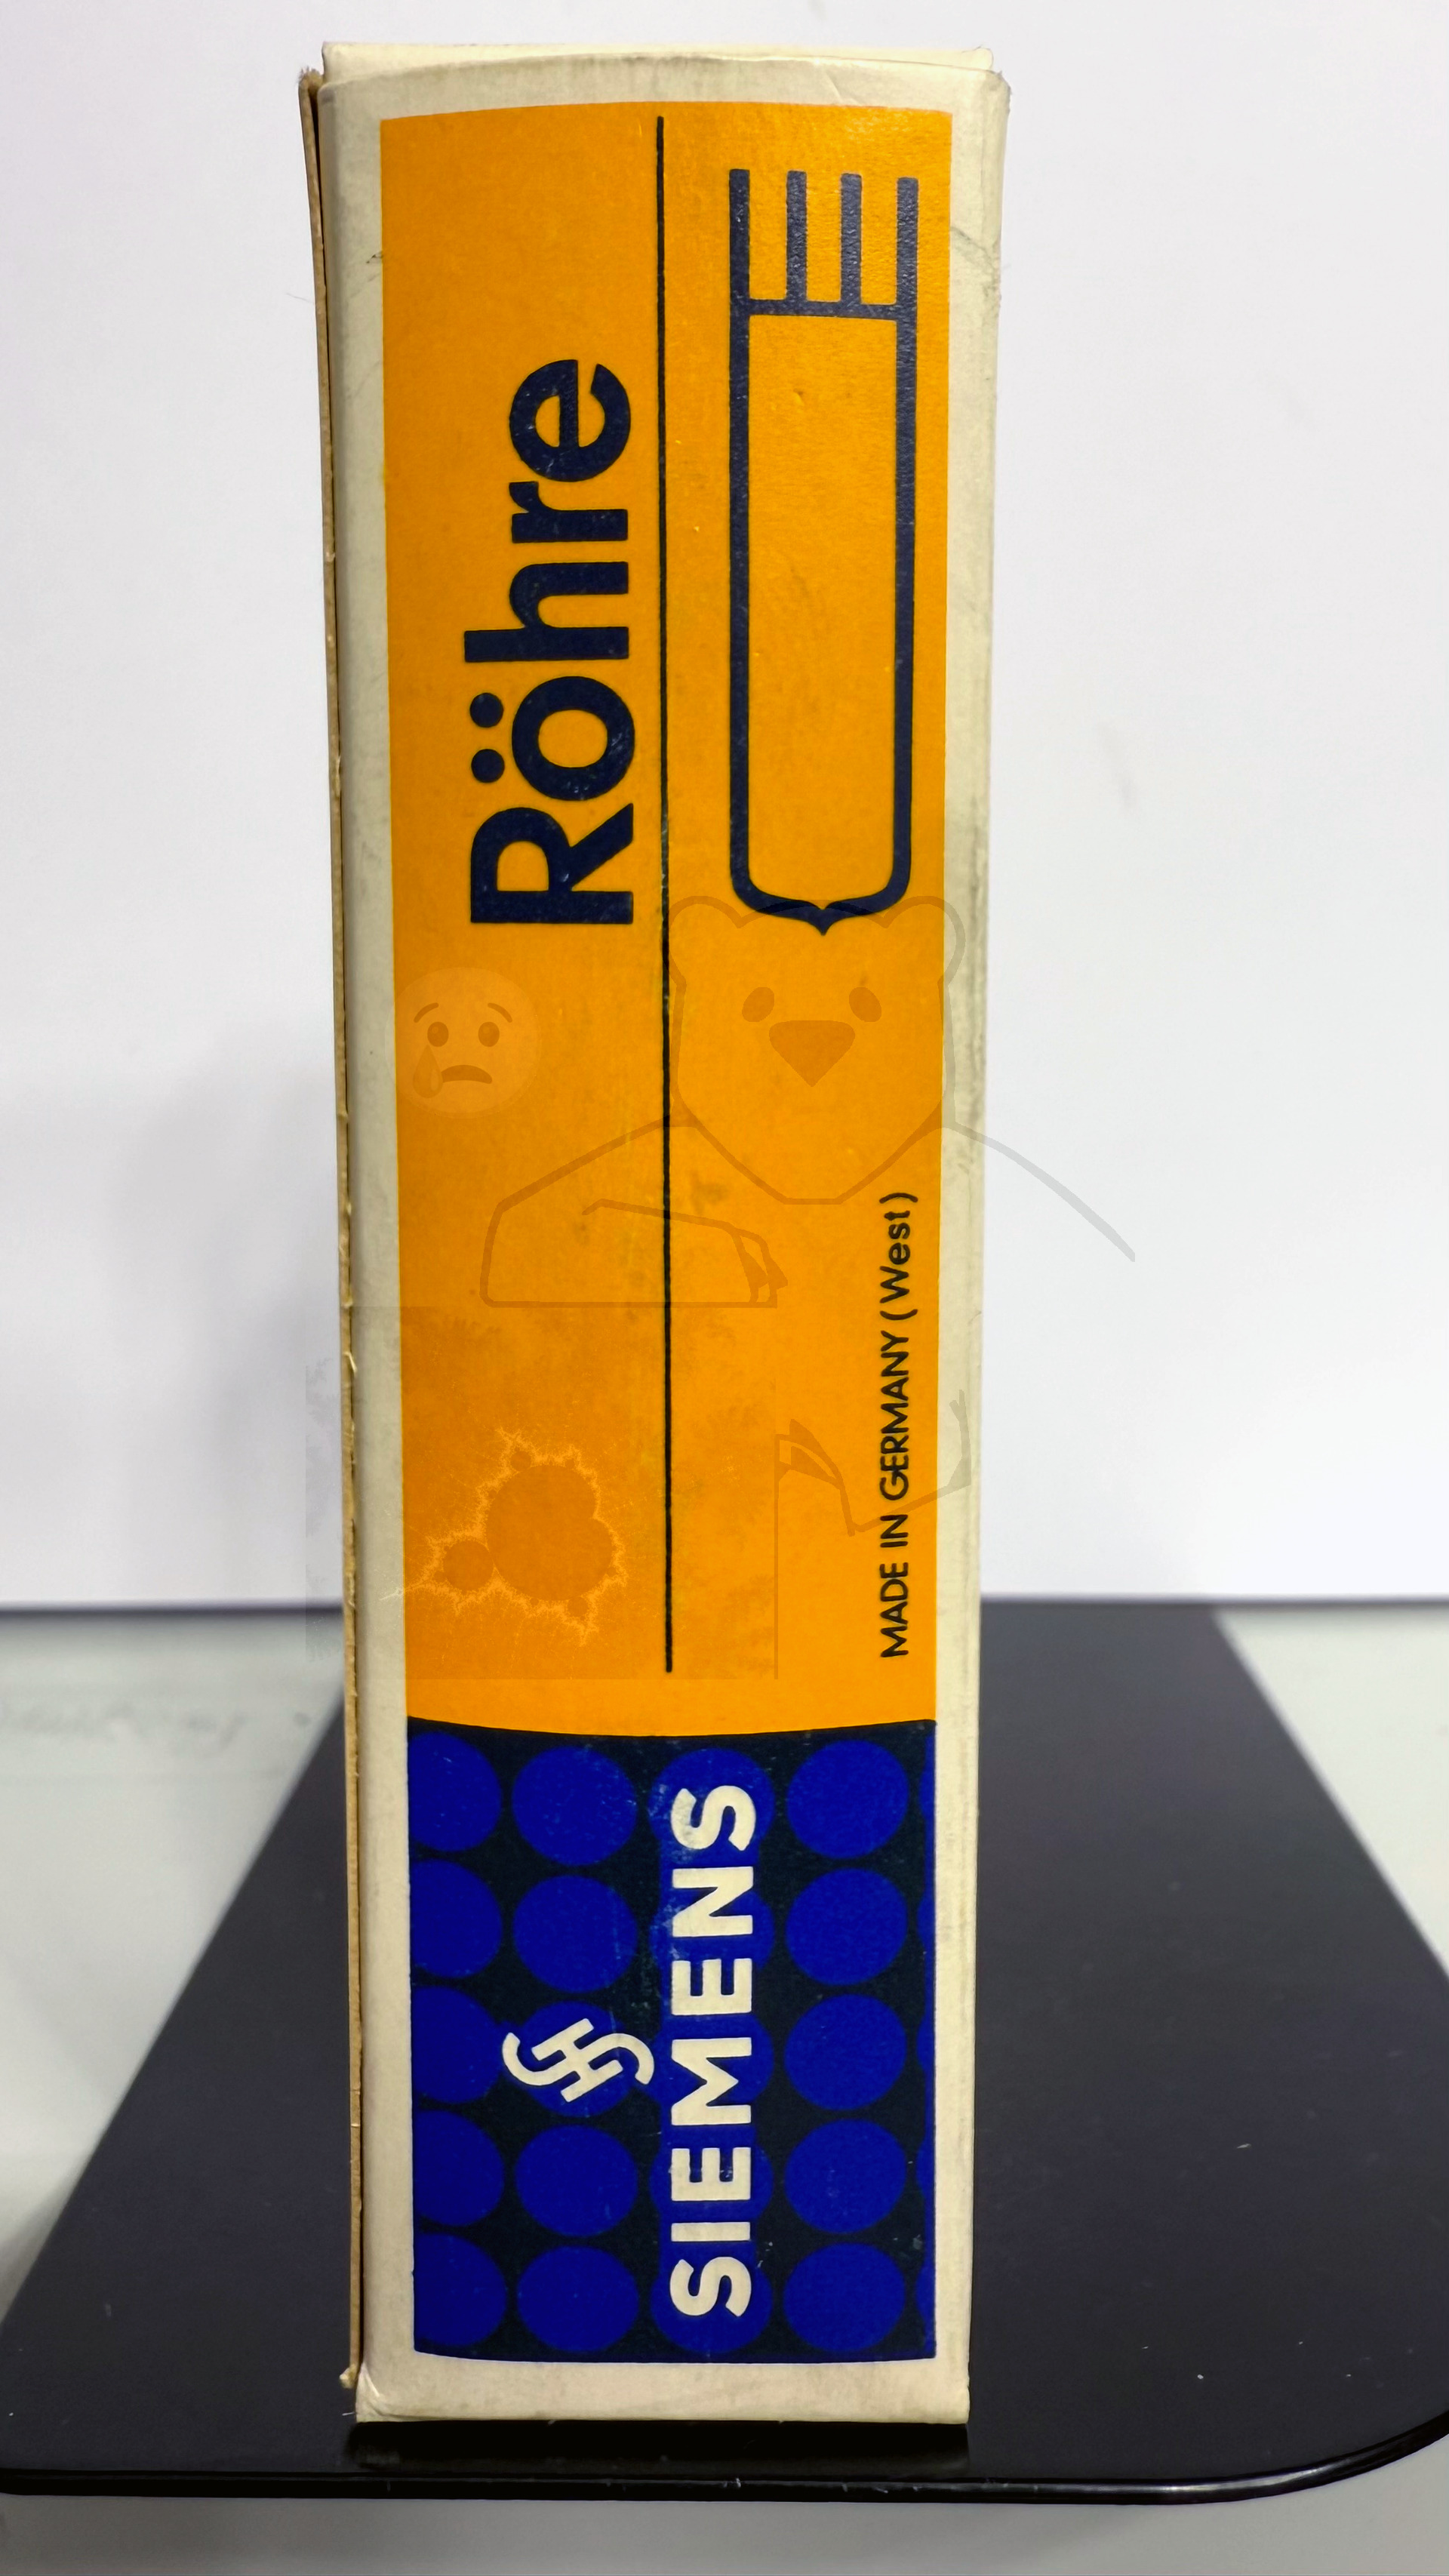 Röhre
MADE IN GERMANY (West)
SIEMENS